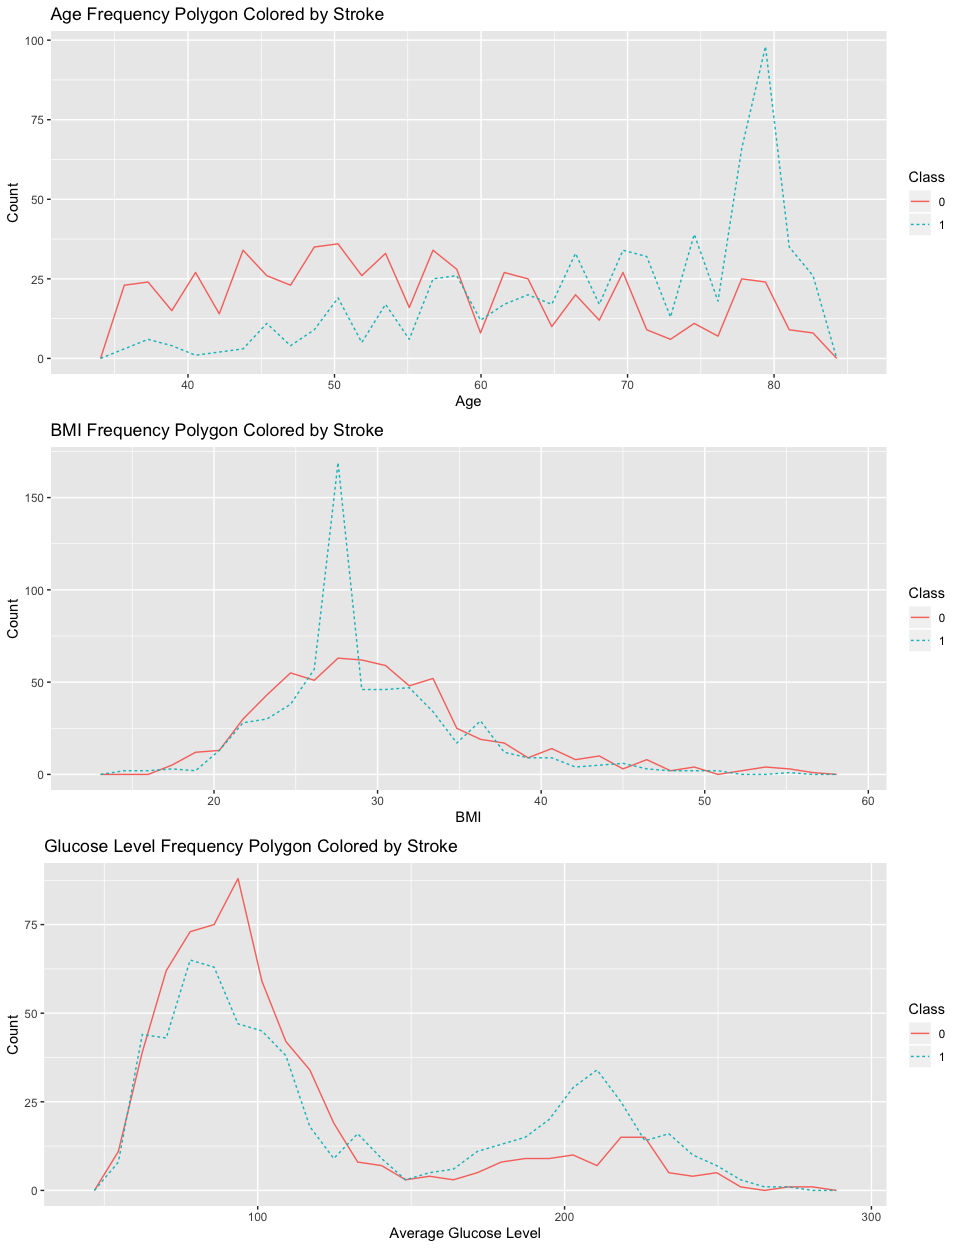 Age Frequency Polygon Colored by Stroke
100
75
50
25
0
Count
40 50 60 70 80
Age
Class
0
1
BMI Frequency Polygon Colored by Stroke
150
100
50
0
Count
20 30 40 50 60
BMI
Class
0
1
Glucose Level Frequency Polygon Colored by Stroke
75
50
25
0
Count
100 200 300
Average Glucose Level
Class
0
1